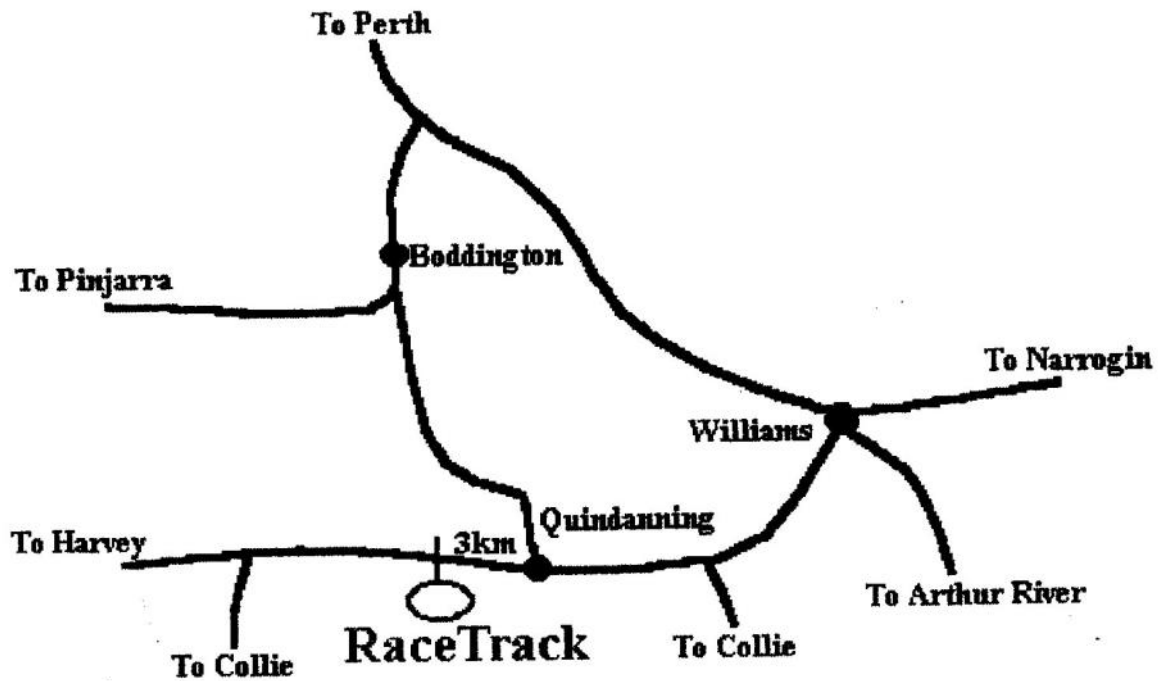 To Perth
Boddington
To Pinjarra
To Narrogin
Williams
Quindanning
To Harvey
3km
To Arthur River
RaceTrack
To Collie
To Collie